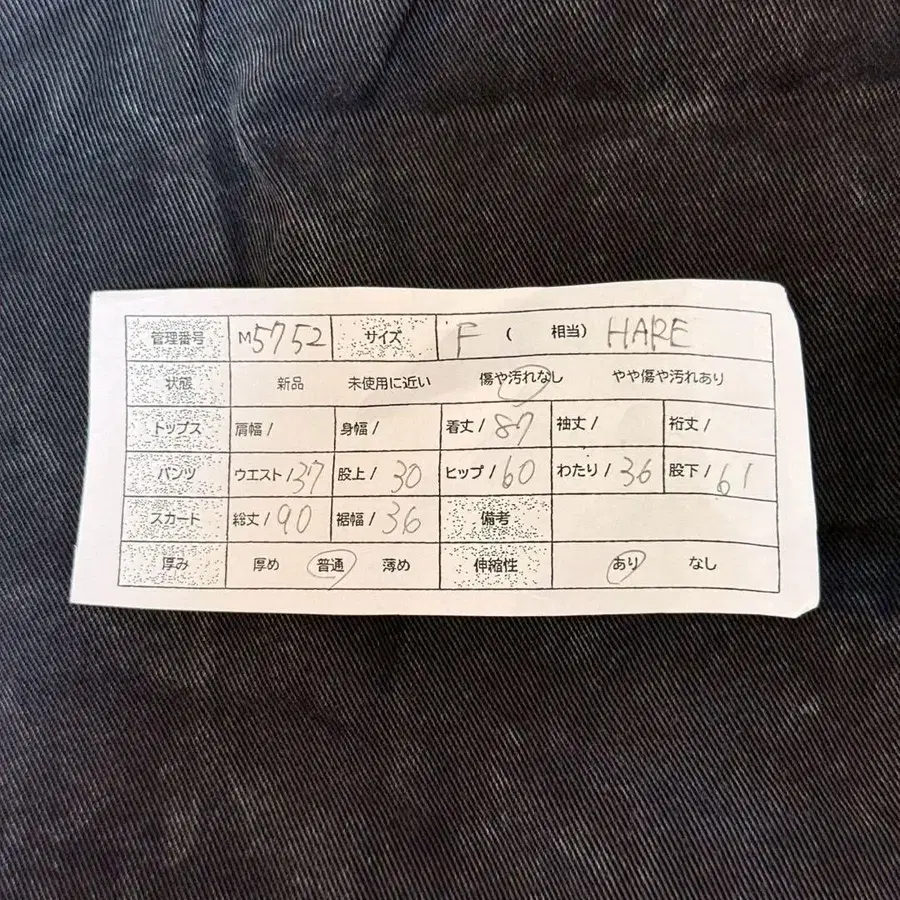 管理番号 M5752 サイズ F ( 相当) HARE
状態 新品 未使用に近い 傷や汚れなし やや傷や汚れあり
トップス 肩幅 / 身幅 / 着丈 / 87 袖丈 / 裄丈 /
パンツ ウエスト / 37 股上 / 30 ヒップ / 60 わたり / 36 股下 / 61
スカート 総丈 / 90 裾幅 / 36 備考
厚み 厚め 普通 薄め 伸縮性 あり なし